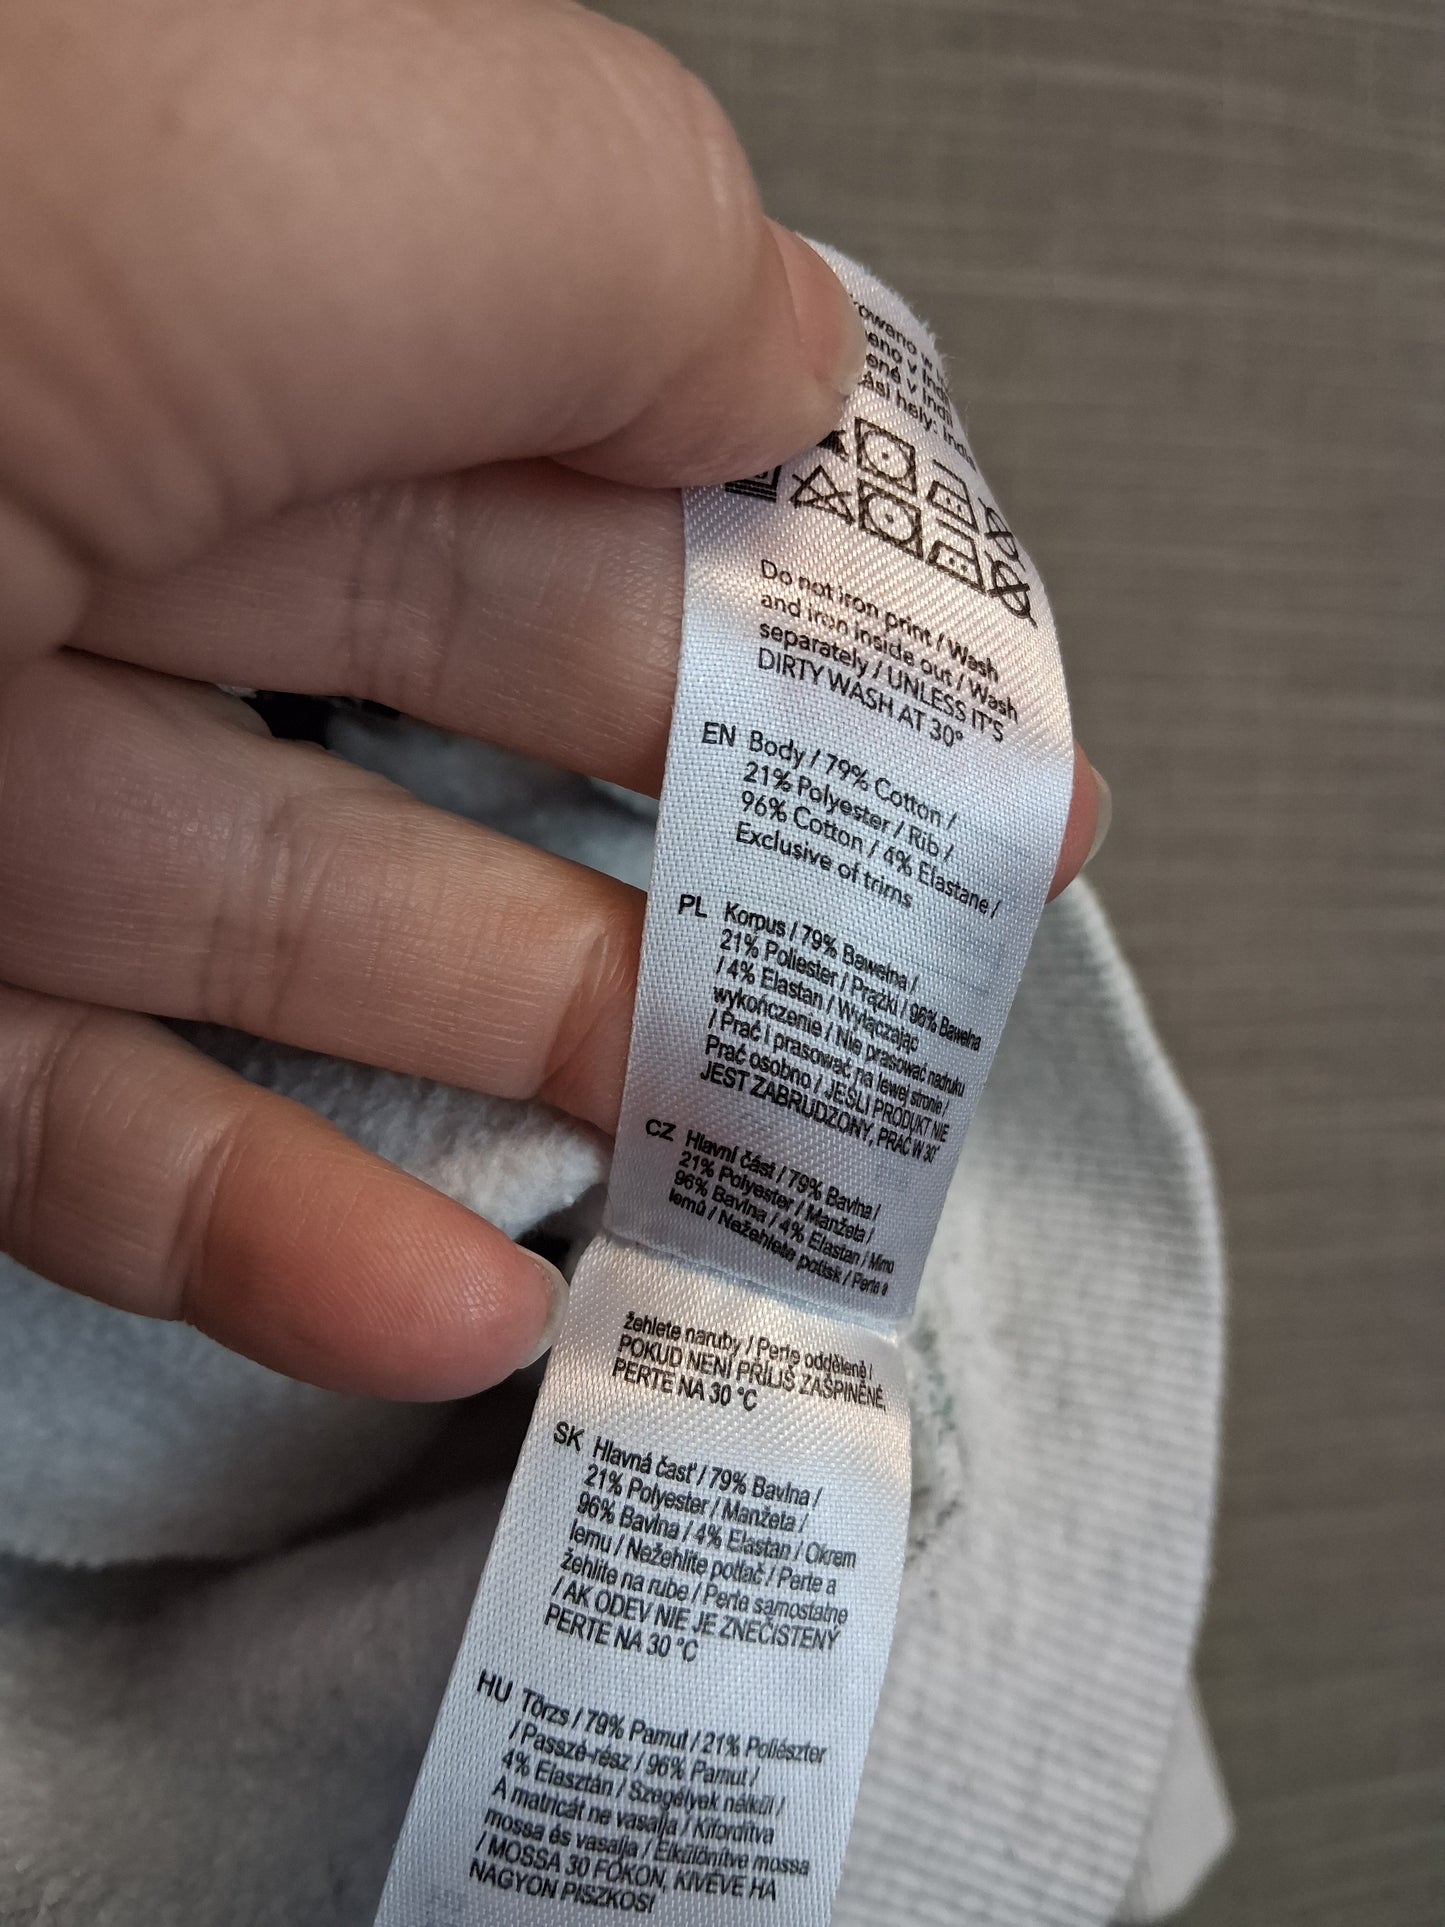 hely:
Do not iron print / Wash
and iron inside out / Wash
separately / UNLESS IT'S
DIRTY WASH AT 30°
EN Body / 79% Cotton /
21% Polyester / Rib /
96% Cotton / 4% Elastane /
Exclusive of trims
PL Korpus / 79% Bawełna /
21% Poliester / Prążki / 96% Bawełna
/ 4% Elastan / Wyłączając
wykończenie / Nie prasować nadruku
/ Prać i prasować na lewej stronie /
Prać osobno / JEŚLI PRODUKT NIE
JEST ZABRUDZONY, PRAĆ W 30°
CZ Hlavní část / 79% Bavlna /
21% Polyester / Manžeta /
96% Bavlna / 4% Elastan / Mimo
lemů / Nežehlete potisk / Perte a
žehlete naruby / Perte odděleně /
POKUD NENÍ PŘÍLIŠ ZAŠPINĚNÉ,
PERTE NA 30 °C
SK Hlavná časť / 79% Bavlna /
21% Polyester / Manžeta /
96% Bavlna / 4% Elastan / Okrem
lemu / Nežehlite potlač / Perte a
žehlite na rube / Perte samostatne
/ AK ODEV NIE JE ZNEČISTENÝ
PERTE NA 30 °C
HU Törzs / 79% Pamut / 21% Poliészter
/ Passzé-rész / 96% Pamut /
4% Elasztán / Szegélyek nélkül /
A matricát ne vasalja / Kifordítva
mossa és vasalja / Elkülönítve mossa
/ MOSSA 30 FOKON, KIVÉVE HA
NAGYON PISZKOS!